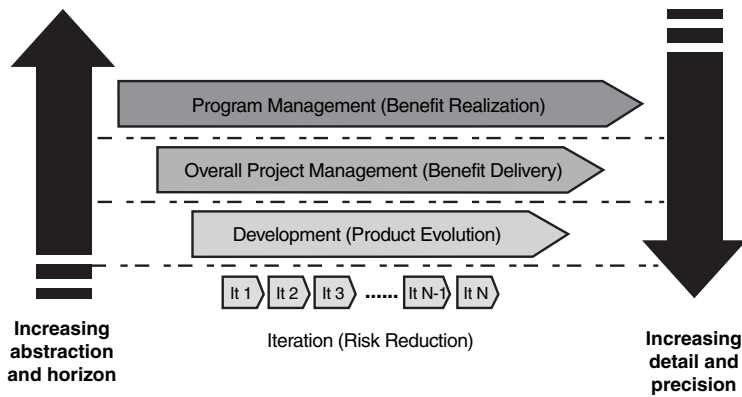 Program Management (Benefit Realization)
Overall Project Management (Benefit Delivery)
Development (Product Evolution)
It 1 It 2 It 3 ...... It N-1 It N
Iteration (Risk Reduction)
Increasing
abstraction
and horizon
Increasing
detail and
precision